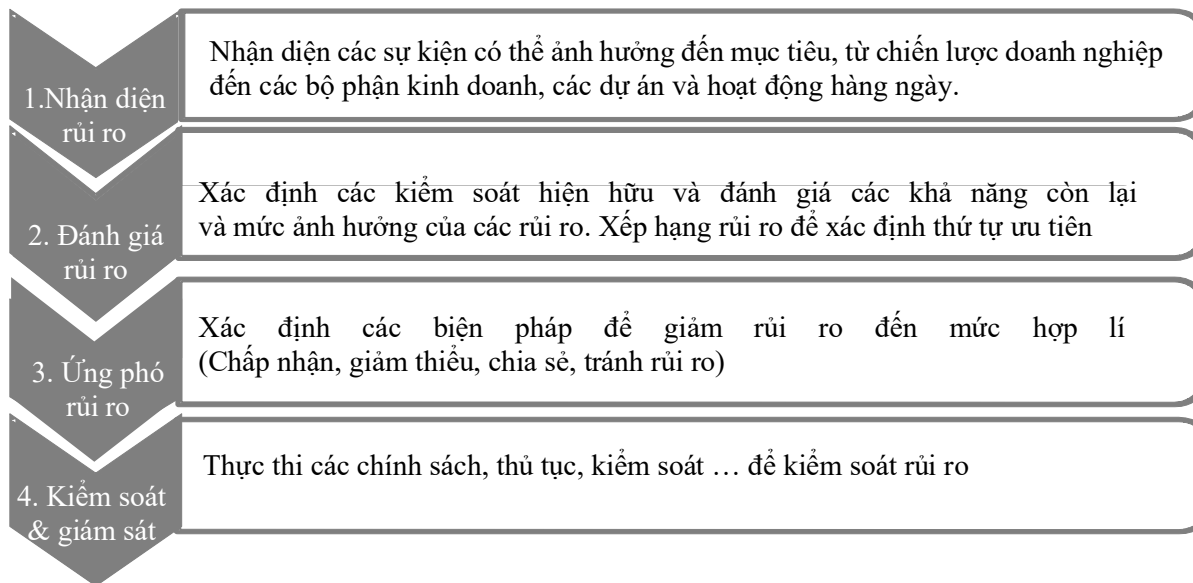 1.Nhận diện
rủi ro
Nhận diện các sự kiện có thể ảnh hưởng đến mục tiêu, từ chiến lược doanh nghiệp
đến các bộ phận kinh doanh, các dự án và hoạt động hàng ngày.
2. Đánh giá
rủi ro
Xác định các kiểm soát hiện hữu và đánh giá các khả năng còn lại
và mức ảnh hưởng của các rủi ro. Xếp hạng rủi ro để xác định thứ tự ưu tiên
3. Ứng phó
rủi ro
Xác định các biện pháp để giảm rủi ro đến mức hợp lí
(Chấp nhận, giảm thiểu, chia sẻ, tránh rủi ro)
4. Kiểm soát
& giám sát
Thực thi các chính sách, thủ tục, kiểm soát … để kiểm soát rủi ro